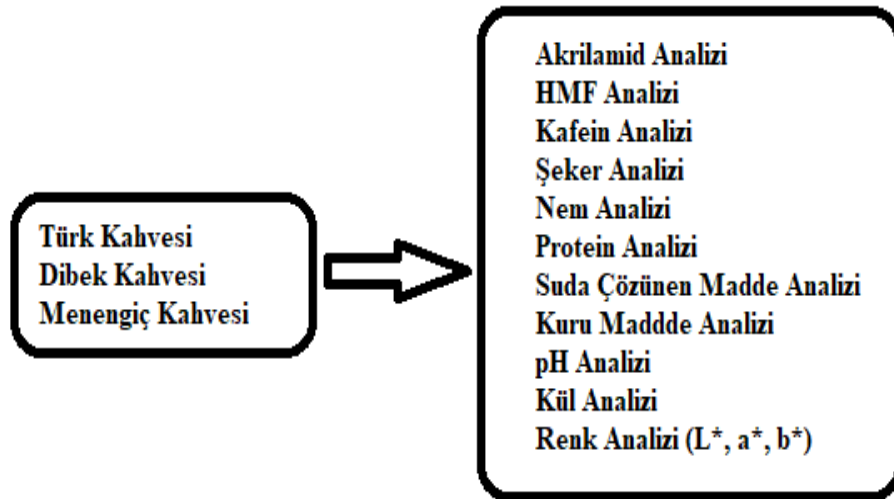 Türk Kahvesi
Dibek Kahvesi
Menengiç Kahvesi
Akrilamid Analizi
HMF Analizi
Kafein Analizi
Şeker Analizi
Nem Analizi
Protein Analizi
Suda Çözünen Madde Analizi
Kuru Maddde Analizi
pH Analizi
Kül Analizi
Renk Analizi (L*, a*, b*)